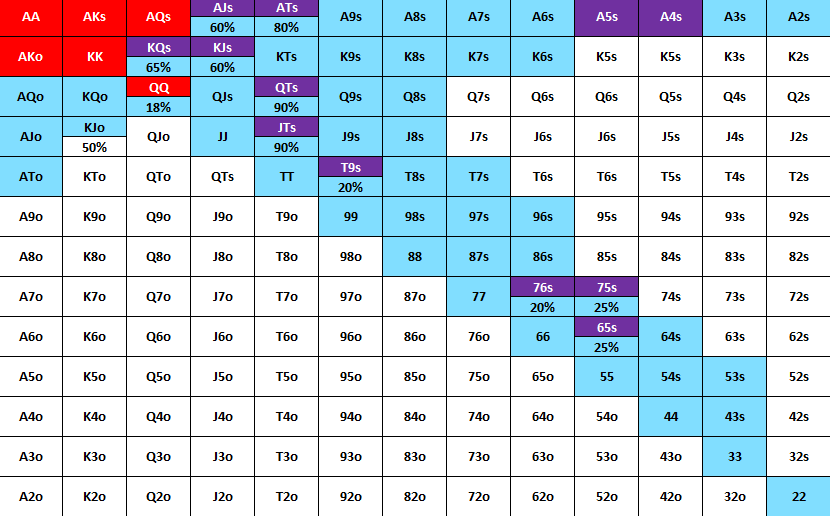 AA AKs AQs AJs ATs A9s A8s A7s A6s A5s A4s A3s A2s
60% 80%
AKo KK KQs KJs KTs K9s K8s K7s K6s K5s K5s K3s K2s
65% 60%
AQo KQo QQ QJs QTs Q9s Q8s Q7s Q6s Q6s Q5s Q4s Q2s
18% 90%
AJo KJo QJo JJ JTs J9s J8s J7s J6s J6s J5s J4s J2s
50% 90%
ATo KTo QTo QTs TT T9s T8s T7s T6s T6s T5s T4s T2s
20%
A9o K9o Q9o J9o T9o 99 98s 97s 96s 95s 94s 93s 92s
A8o K8o Q8o J8o T8o 98o 88 87s 86s 85s 84s 83s 82s
A7o K7o Q7o J7o T7o 97o 87o 77 76s 75s 74s 73s 72s
20% 25%
A6o K6o Q6o J6o T6o 96o 86o 76o 66 65s 64s 63s 62s
25%
A5o K5o Q5o J5o T5o 95o 85o 75o 65o 55 54s 53s 52s
A4o K4o Q4o J4o T4o 94o 84o 74o 64o 54o 44 43s 42s
A3o K3o Q3o J3o T3o 93o 83o 73o 63o 53o 43o 33 32s
A2o K2o Q2o J2o T2o 92o 82o 72o 62o 52o 42o 32o 22